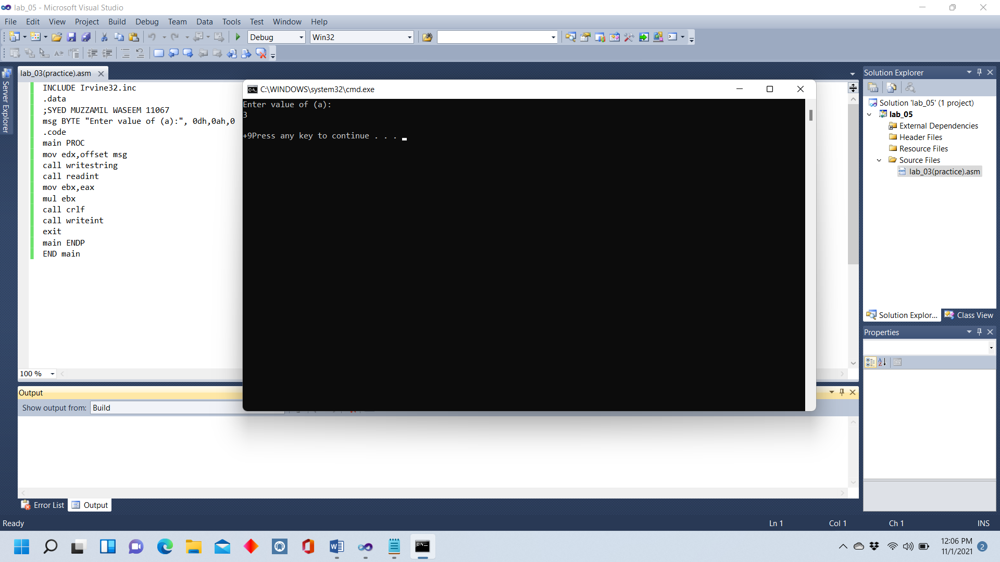 lab_05 - Microsoft Visual Studio
File Edit View Project Build Debug Team Data Tools Test Window Help
Debug Win32
Server Explorer
lab_03(practice).asm
INCLUDE Irvine32.inc
.data
;SYED MUZZAMIL WASEEM 11067
msg BYTE "Enter value of (a):", 0dh,0ah,0
.code
main PROC
mov edx,offset msg
call writestring
call readint
mov ebx,eax
mul ebx
call crlf
call writeint
exit
main ENDP
END main
100 %
C:\WINDOWS\system32\cmd.exe
Enter value of (a):
3
+9Press any key to continue . . .
Solution Explorer
Solution 'lab_05' (1 project)
lab_05
External Dependencies
Header Files
Resource Files
Source Files
lab_03(practice).asm
Solution Explor... Class View
Properties
Output
Show output from: Build
Error List Output
Ready Ln 1 Col 1 Ch 1 INS
12:06 PM
11/1/2021 2